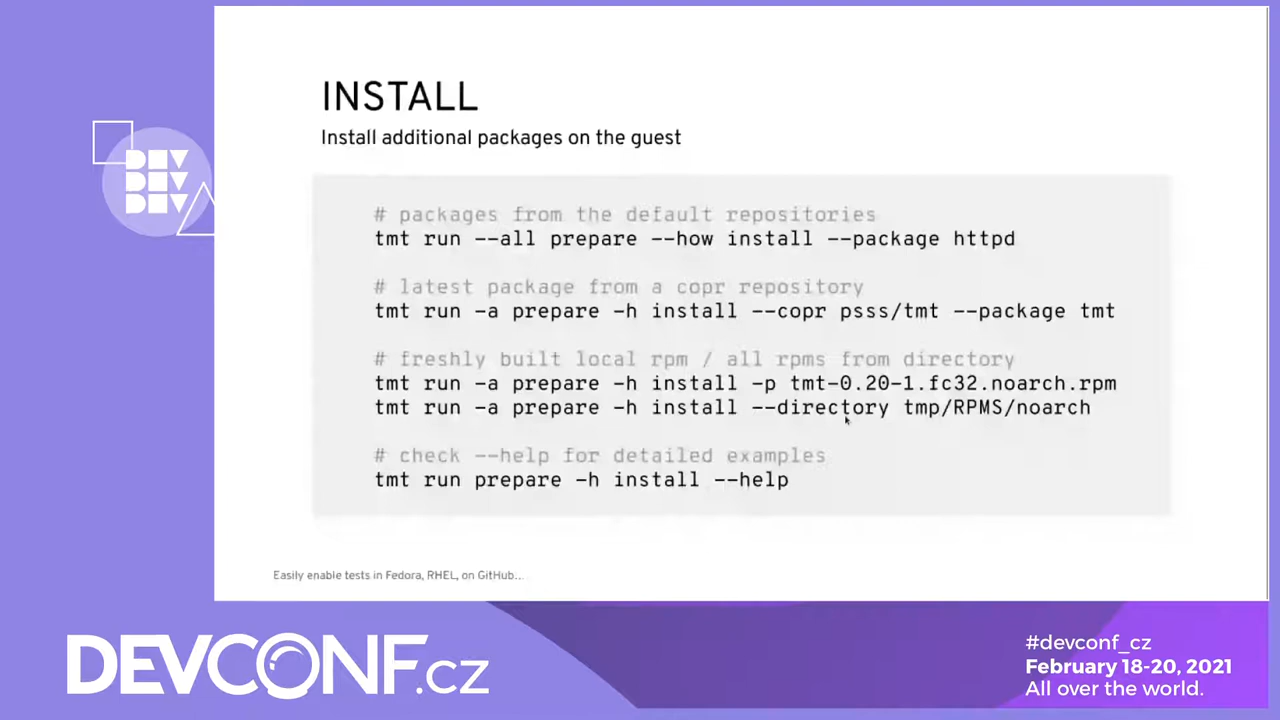 DEV
DEV
DEV
INSTALL
Install additional packages on the guest
# packages from the default repositories
tmt run --all prepare --how install --package httpd
# latest package from a copr repository
tmt run -a prepare -h install --copr psss/tmt --package tmt
# freshly built local rpm / all rpms from directory
tmt run -a prepare -h install -p tmt-0.20-1.fc32.noarch.rpm
tmt run -a prepare -h install --directory tmp/RPMS/noarch
# check --help for detailed examples
tmt run prepare -h install --help
Easily enable tests in Fedora, RHEL, on GitHub...
DEVCONF.cz
#devconf_cz
February 18-20, 2021
All over the world.